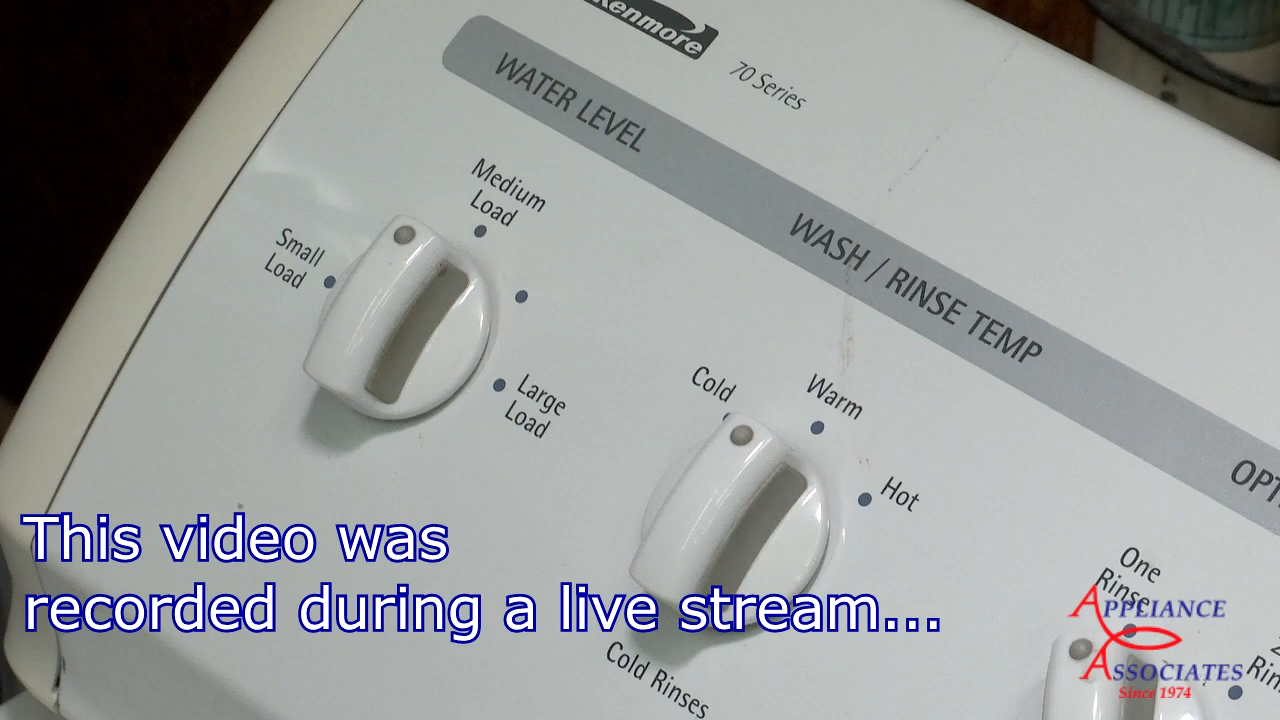 Kenmore
70 Series
WATER LEVEL
WASH / RINSE TEMP
Medium
Load
Small
Load
Large
Load
Cold
Warm
Hot
Cold Rinses
One
Rinse
This video was
recorded during a live stream...
APPLIANCE
ASSOCIATES
Since 1974